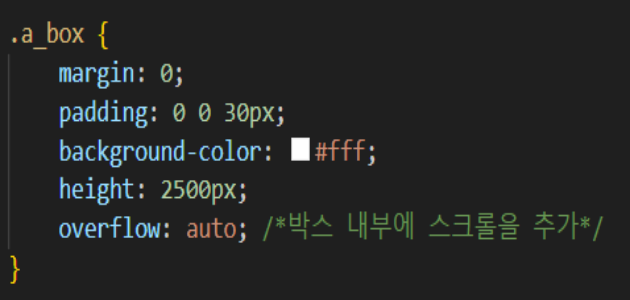 .a_box {
    margin: 0;
    padding: 0 0 30px;
    background-color: #fff;
    height: 2500px;
    overflow: auto; /*박스 내부에 스크롤을 추가*/
}